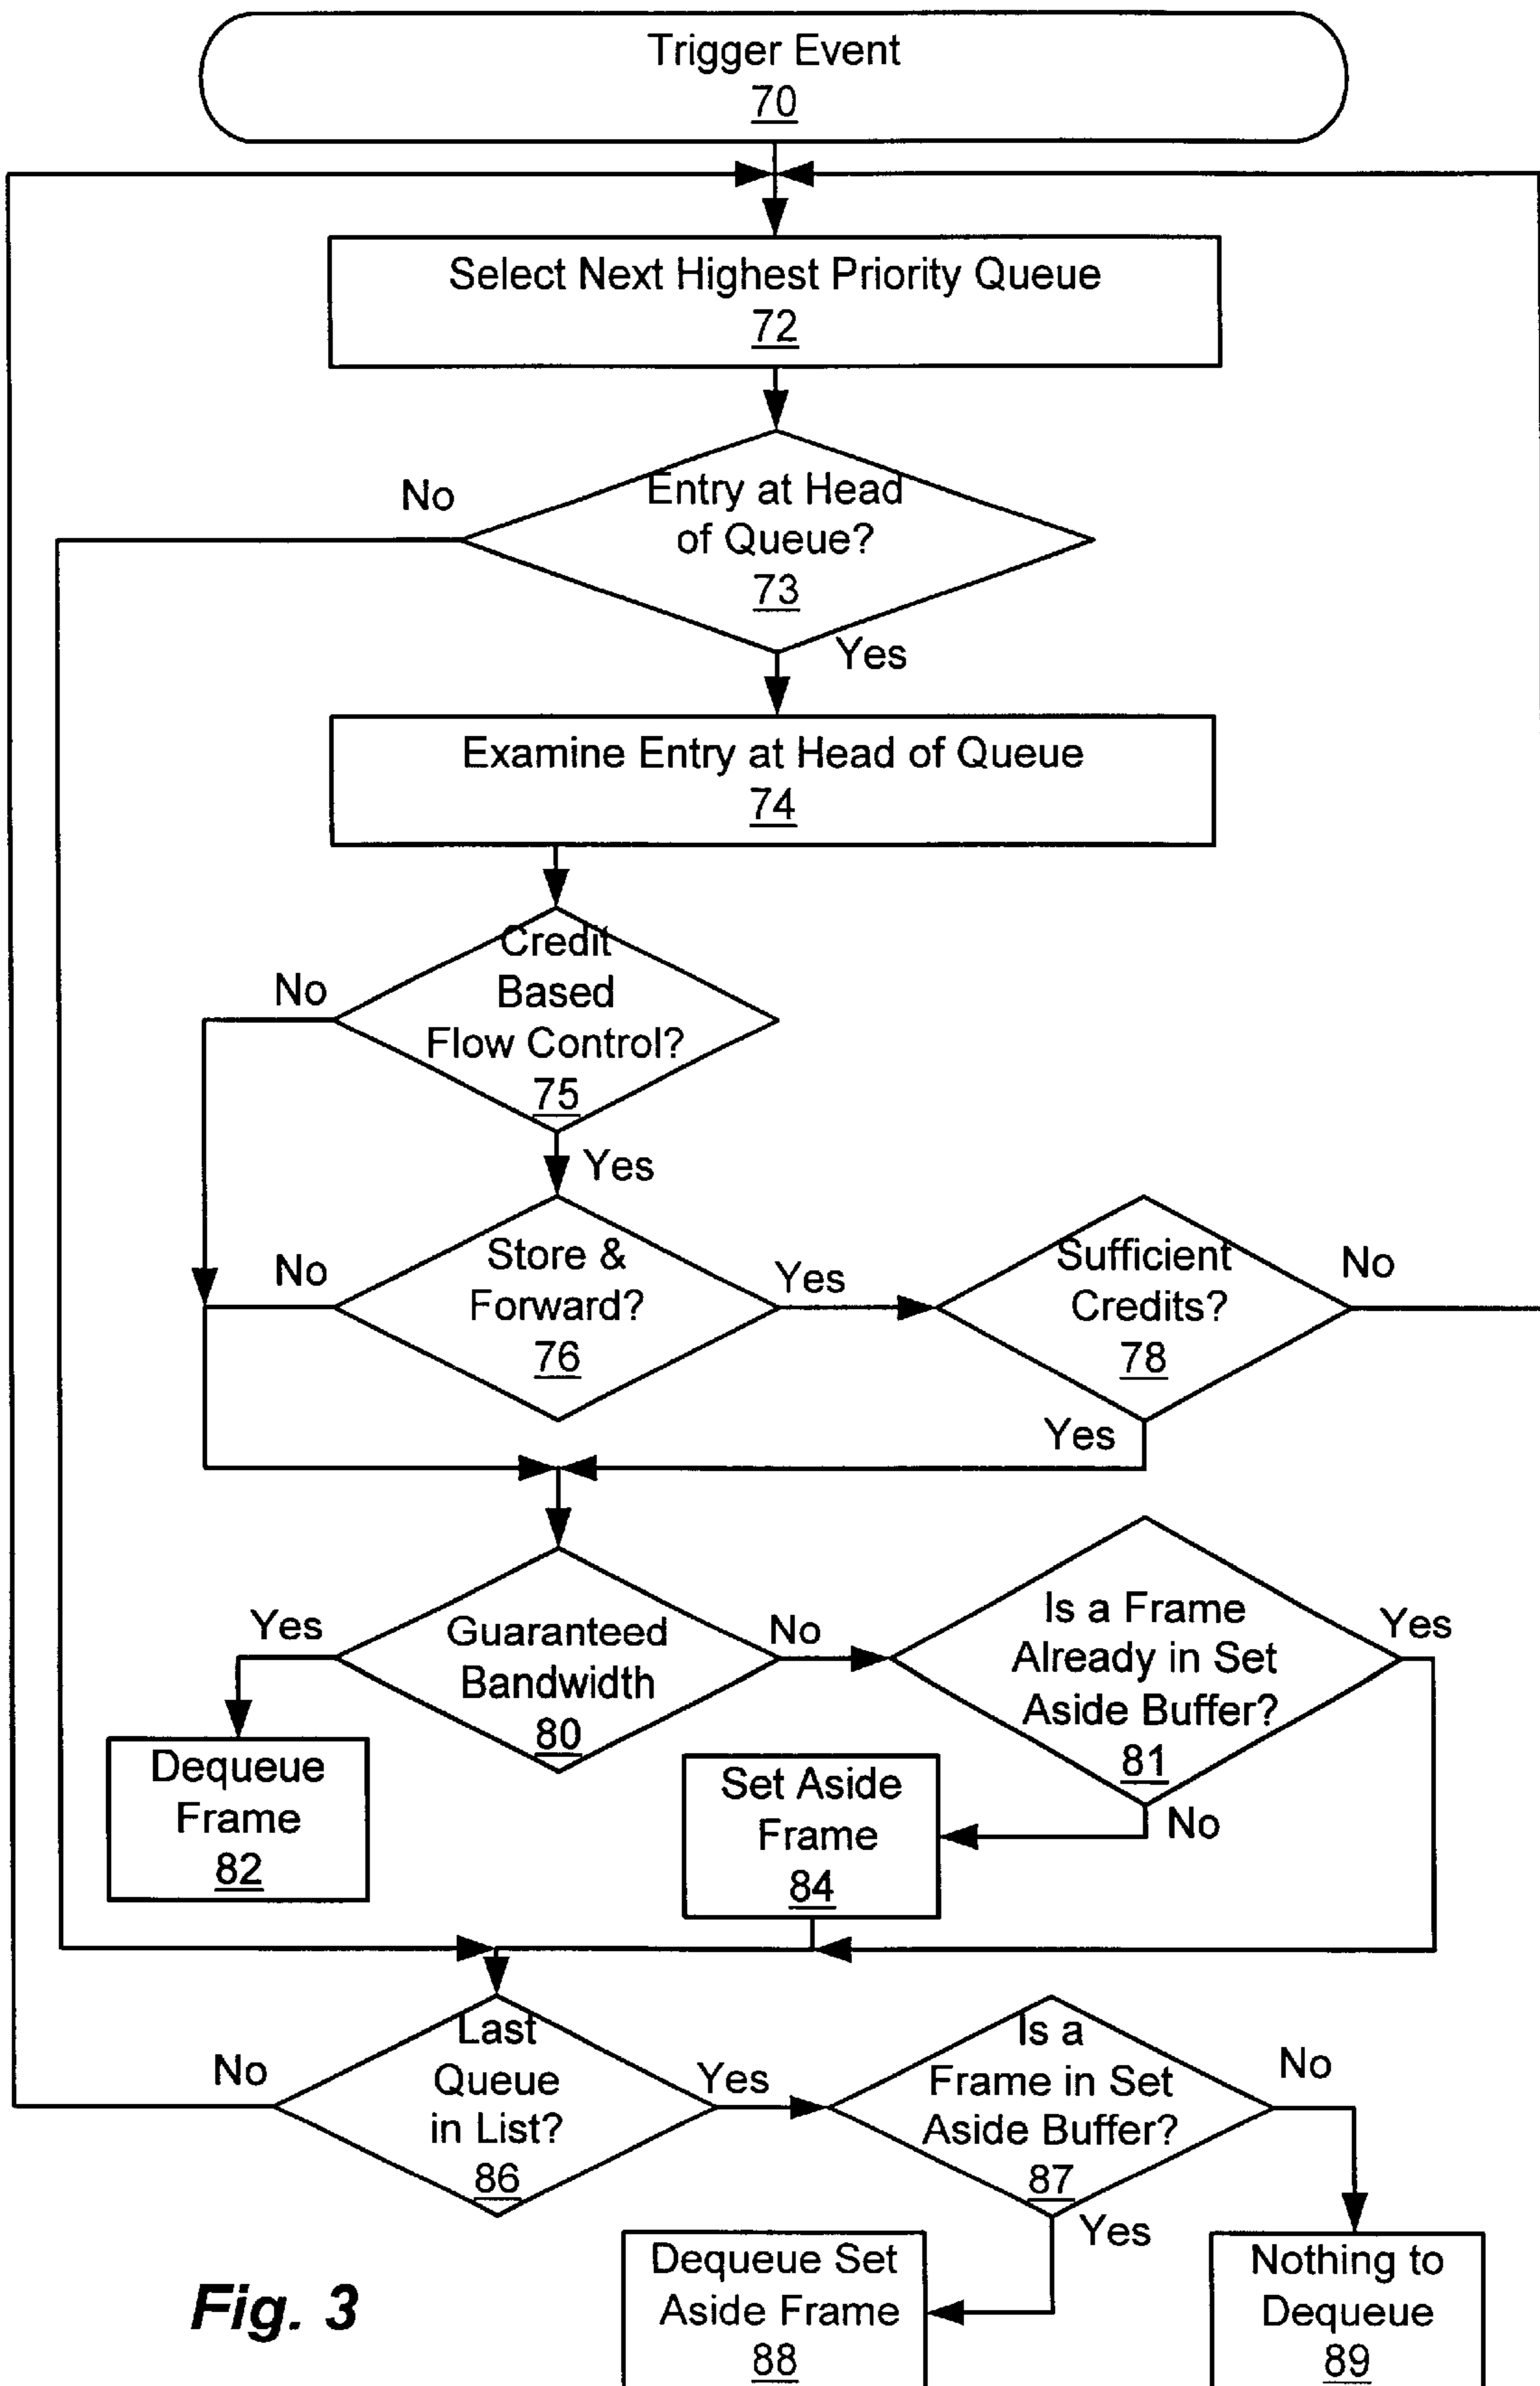 Trigger Event
70
Select Next Highest Priority Queue
72
No
Entry at Head
of Queue?
73
Yes
Examine Entry at Head of Queue
74
No
Credit
Based
Flow Control?
75
Yes
No
Store &
Forward?
76
Yes
Sufficient
Credits?
78
No
Yes
Yes
Guaranteed
Bandwidth
80
No
Is a Frame
Already in Set
Aside Buffer?
81
Yes
No
Dequeue
Frame
82
Set Aside
Frame
84
No
Last
Queue
in List?
86
Yes
Is a
Frame in Set
Aside Buffer?
87
No
Yes
Dequeue Set
Aside Frame
88
Nothing to
Dequeue
89
Fig. 3